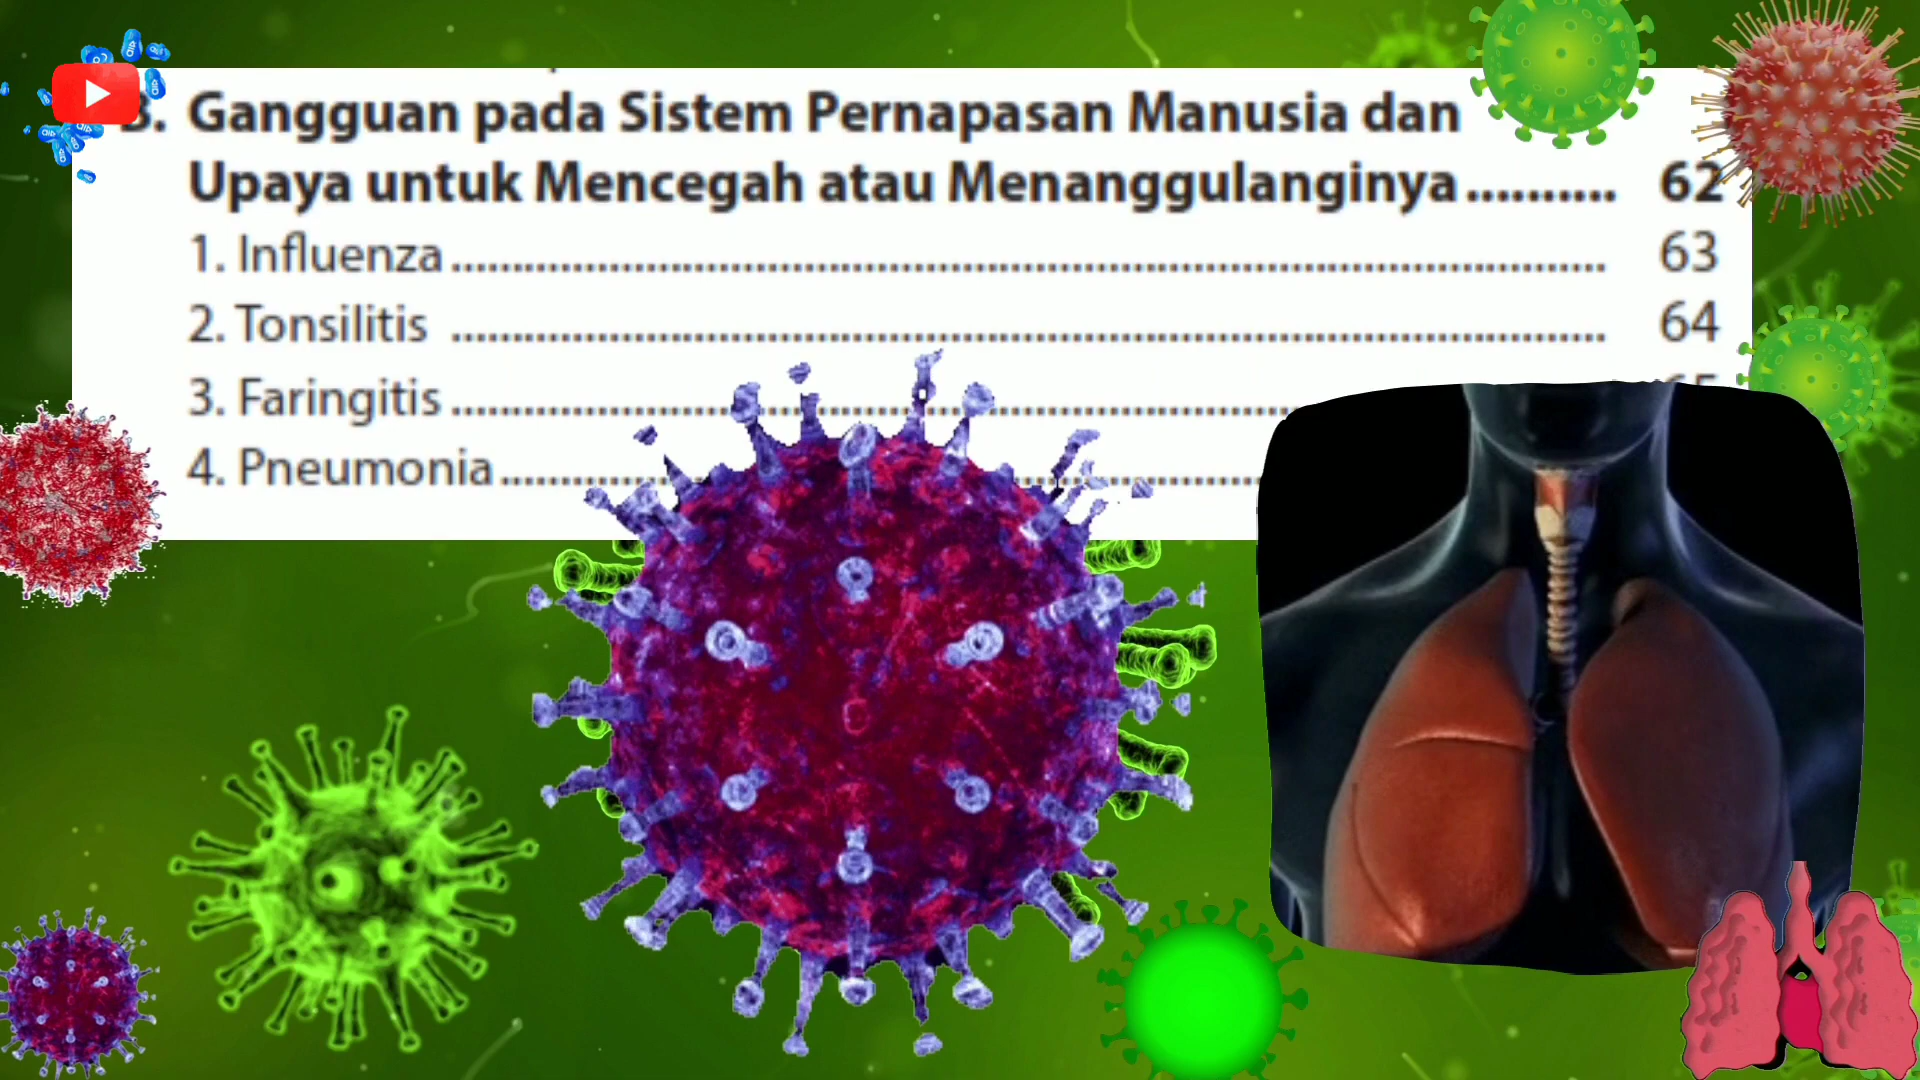 B. Gangguan pada Sistem Pernapasan Manusia dan
Upaya untuk Mencegah atau Menanggulanginya .......... 62
1. Influenza .................................................................................... 63
2. Tonsilitis .................................................................................... 64
3. Faringitis ....................................................................................
4. Pneumonia ....................................................................................